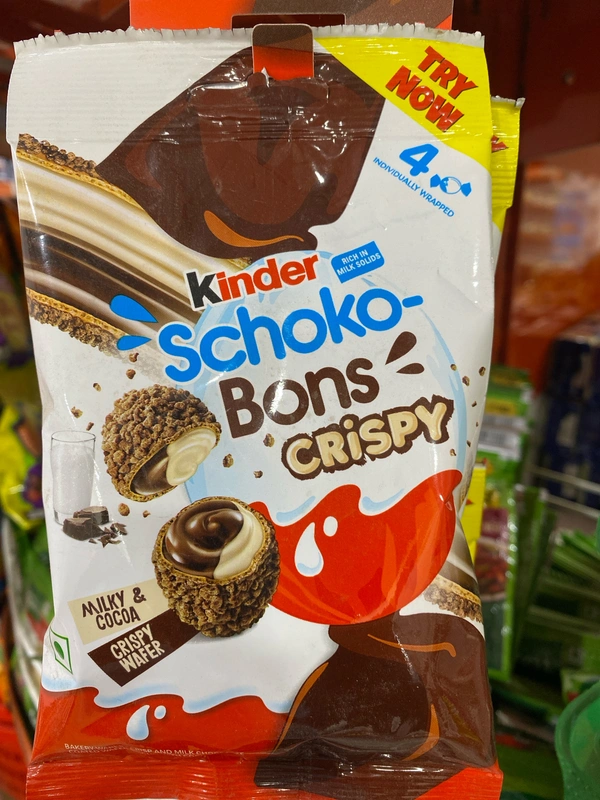 TRY
NOW
4
INDIVIDUALLY WRAPPED
Kinder
RICH IN
MILK SOLIDS
Schoko-
Bons
CRiSPY
MILKY &
COCOA
CRISPY
WAFER